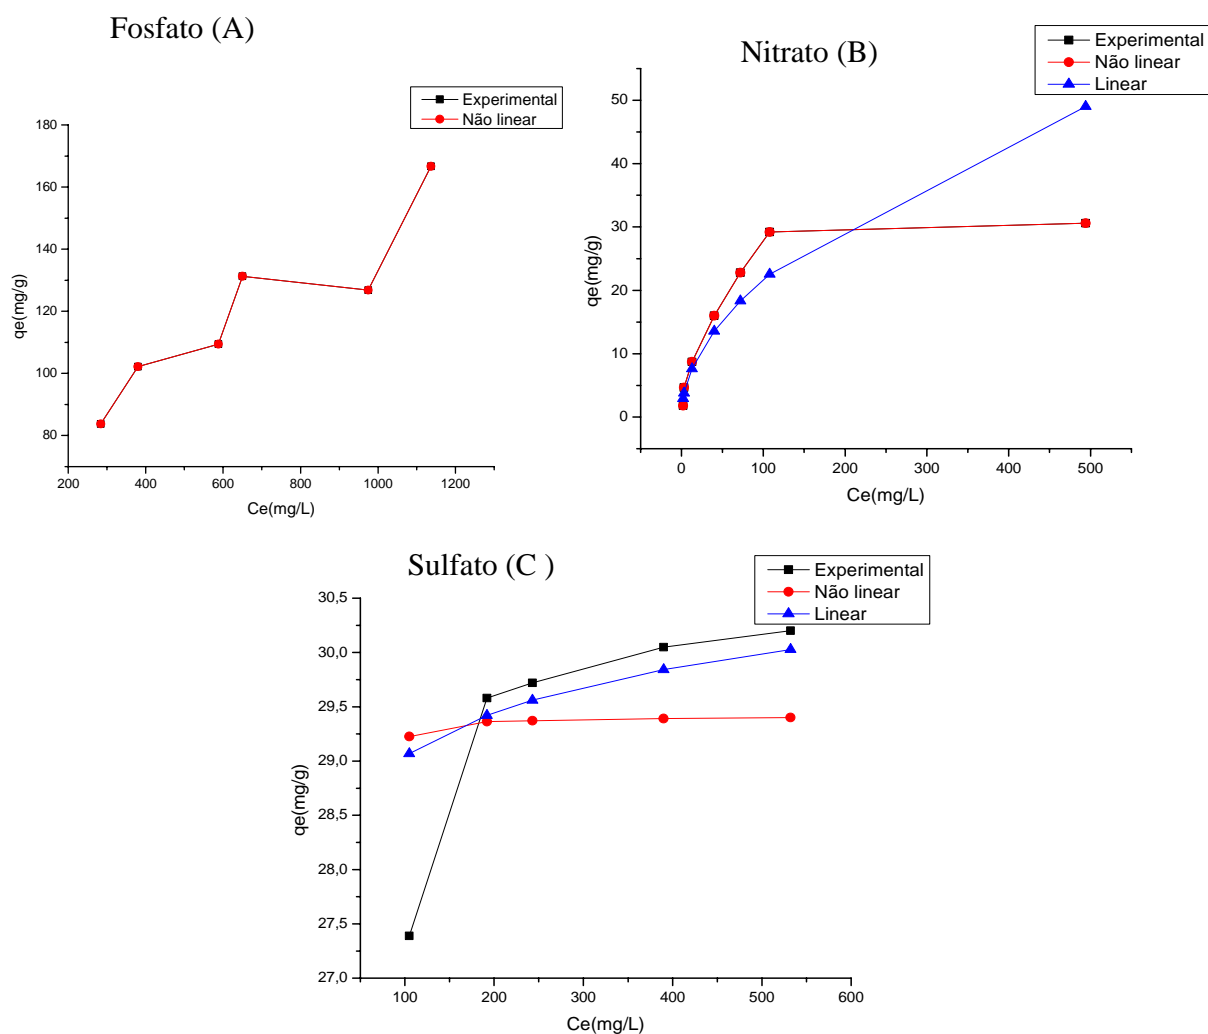 Fosfato (A)
Experimental
Não linear
180
160
140
120
100
80
qe(mg/g)
200 400 600 800 1000 1200
Ce(mg/L)
Nitrato (B)
Experimental
Não linear
Linear
50
40
30
20
10
0
qe(mg/g)
0 100 200 300 400 500
Ce(mg/L)
Sulfato (C )
Experimental
Não linear
Linear
30,5
30,0
29,5
29,0
28,5
28,0
27,5
27,0
qe(mg/g)
100 200 300 400 500 600
Ce(mg/L)